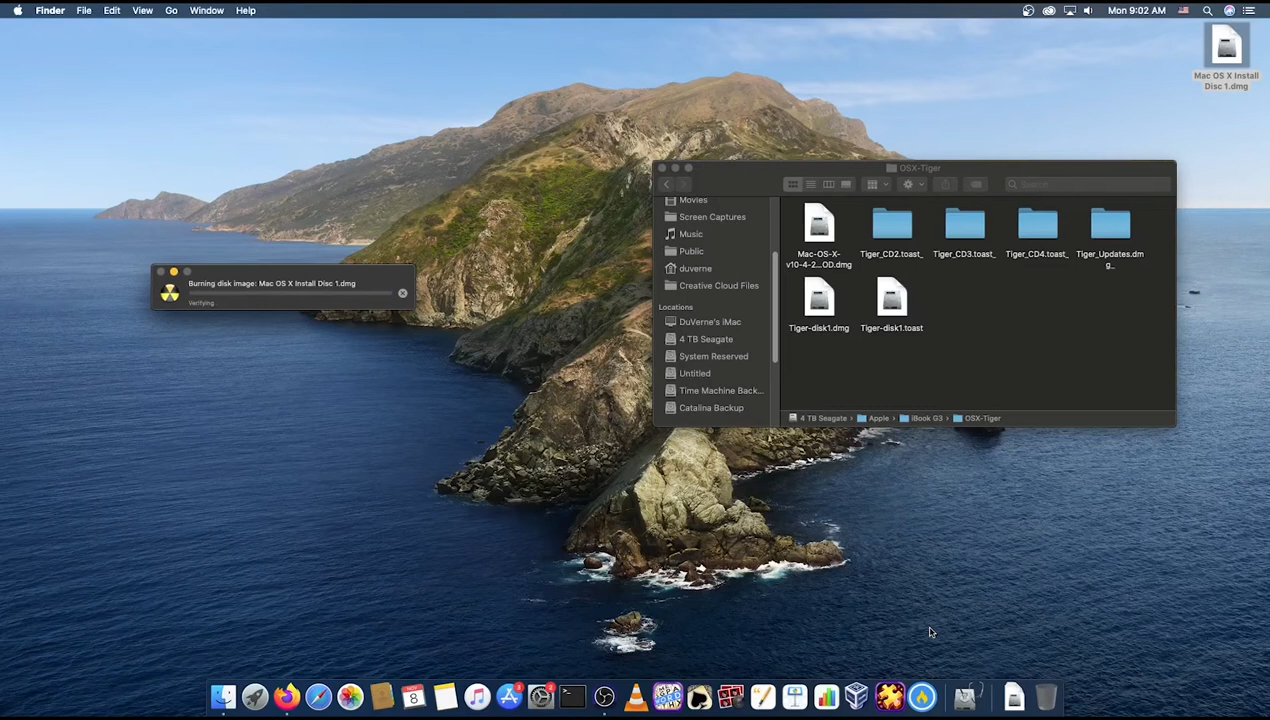 Finder File Edit View Go Window Help
Mon 9:02 AM
Mac OS X Install
Disc 1.dmg
Burning disk image: Mac OS X Install Disc 1.dmg
Verifying
OSX-Tiger
Search
Movies
Screen Captures
Music
Public
duverne
Creative Cloud Files
Locations
DuVerne's iMac
4 TB Seagate
System Reserved
Untitled
Time Machine Back...
Catalina Backup
Mac-OS-X-
v10-4-2...OD.dmg
Tiger_CD2.toast_
Tiger_CD3.toast_
Tiger_CD4.toast_
Tiger_Updates.dm
g_
Tiger-disk1.dmg
Tiger-disk1.toast
4 TB Seagate › Apple › iBook G3 › OSX-Tiger
NOV
8